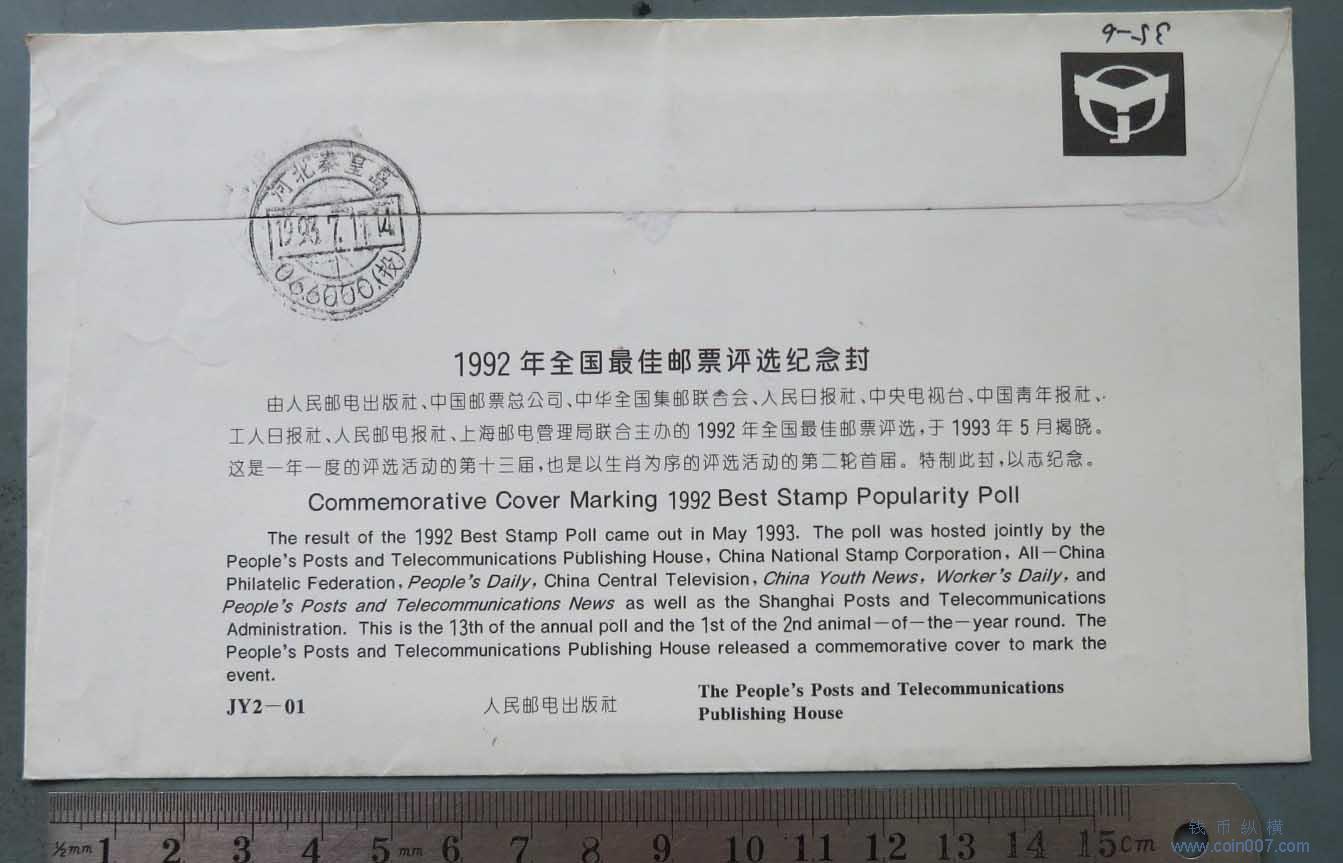 35-6
河北秦皇岛
1993.7.17.14
066000(投)
1992年全国最佳邮票评选纪念封
由人民邮电出版社、中国邮票总公司、中华全国集邮联合会、人民日报社、中央电视台、中国青年报社、
工人日报社、人民邮电报社、上海邮电管理局联合主办的1992年全国最佳邮票评选,于1993年5月揭晓。
这是一年一度的评选活动的第十三届,也是以生肖为序的评选活动的第二轮首届。特制此封,以志纪念。
Commemorative Cover Marking 1992 Best Stamp Popularity Poll
The result of the 1992 Best Stamp Poll came out in May 1993. The poll was hosted jointly by the
People's Posts and Telecommunications Publishing House, China National Stamp Corporation, All—China
Philatelic Federation, People's Daily, China Central Television, China Youth News, Worker's Daily, and
People's Posts and Telecommunications News as well as the Shanghai Posts and Telecommunications
Administration. This is the 13th of the annual poll and the 1st of the 2nd animal—of—the—year round. The
People's Posts and Telecommunications Publishing House released a commemorative cover to mark the
event.
JY2—01
人民邮电出版社
The People's Posts and Telecommunications
Publishing House
½mm 1 2 3 4 5 mm 6 7 8 9 10 11 12 13 14 15cm
钱币纵横
www.coin007.com